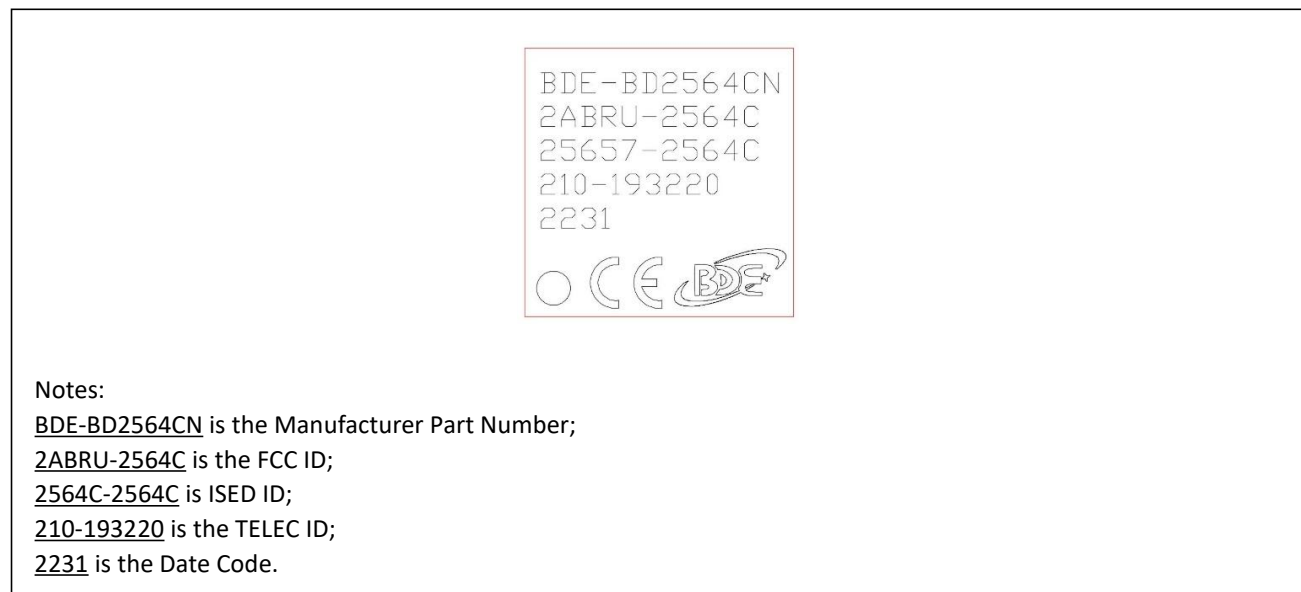 BDE-BD2564CN
2ABRU-2564C
25657-2564C
210-193220
2231
CE BDE
Notes:
BDE-BD2564CN is the Manufacturer Part Number;
2ABRU-2564C is the FCC ID;
2564C-2564C is ISED ID;
210-193220 is the TELEC ID;
2231 is the Date Code.